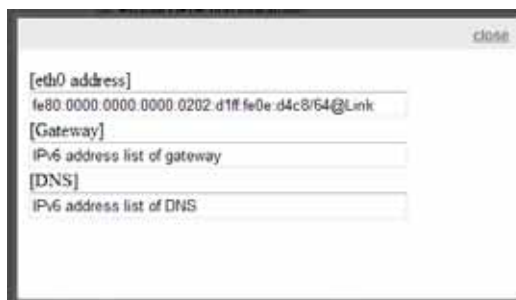 close
[eth0 address]
fe80:0000:0000:0000:0202:d1ff:fe0e:d4c8/64@Link
[Gateway]
IPv6 address list of gateway
[DNS]
IPv6 address list of DNS